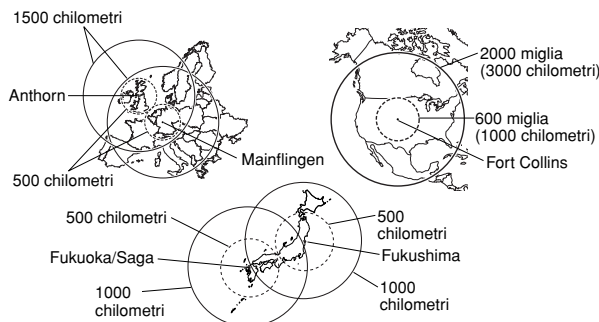 1500 chilometri
Anthorn
500 chilometri
Mainflingen
2000 miglia
(3000 chilometri)
600 miglia
(1000 chilometri)
Fort Collins
500 chilometri
Fukuoka/Saga
1000
chilometri
500
chilometri
Fukushima
1000
chilometri